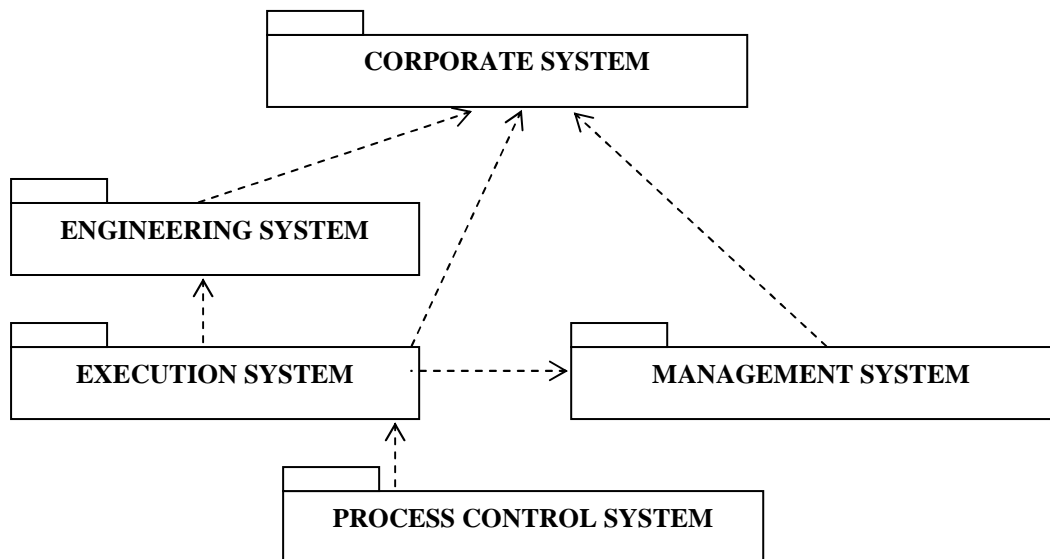 CORPORATE SYSTEM
ENGINEERING SYSTEM
EXECUTION SYSTEM
MANAGEMENT SYSTEM
PROCESS CONTROL SYSTEM